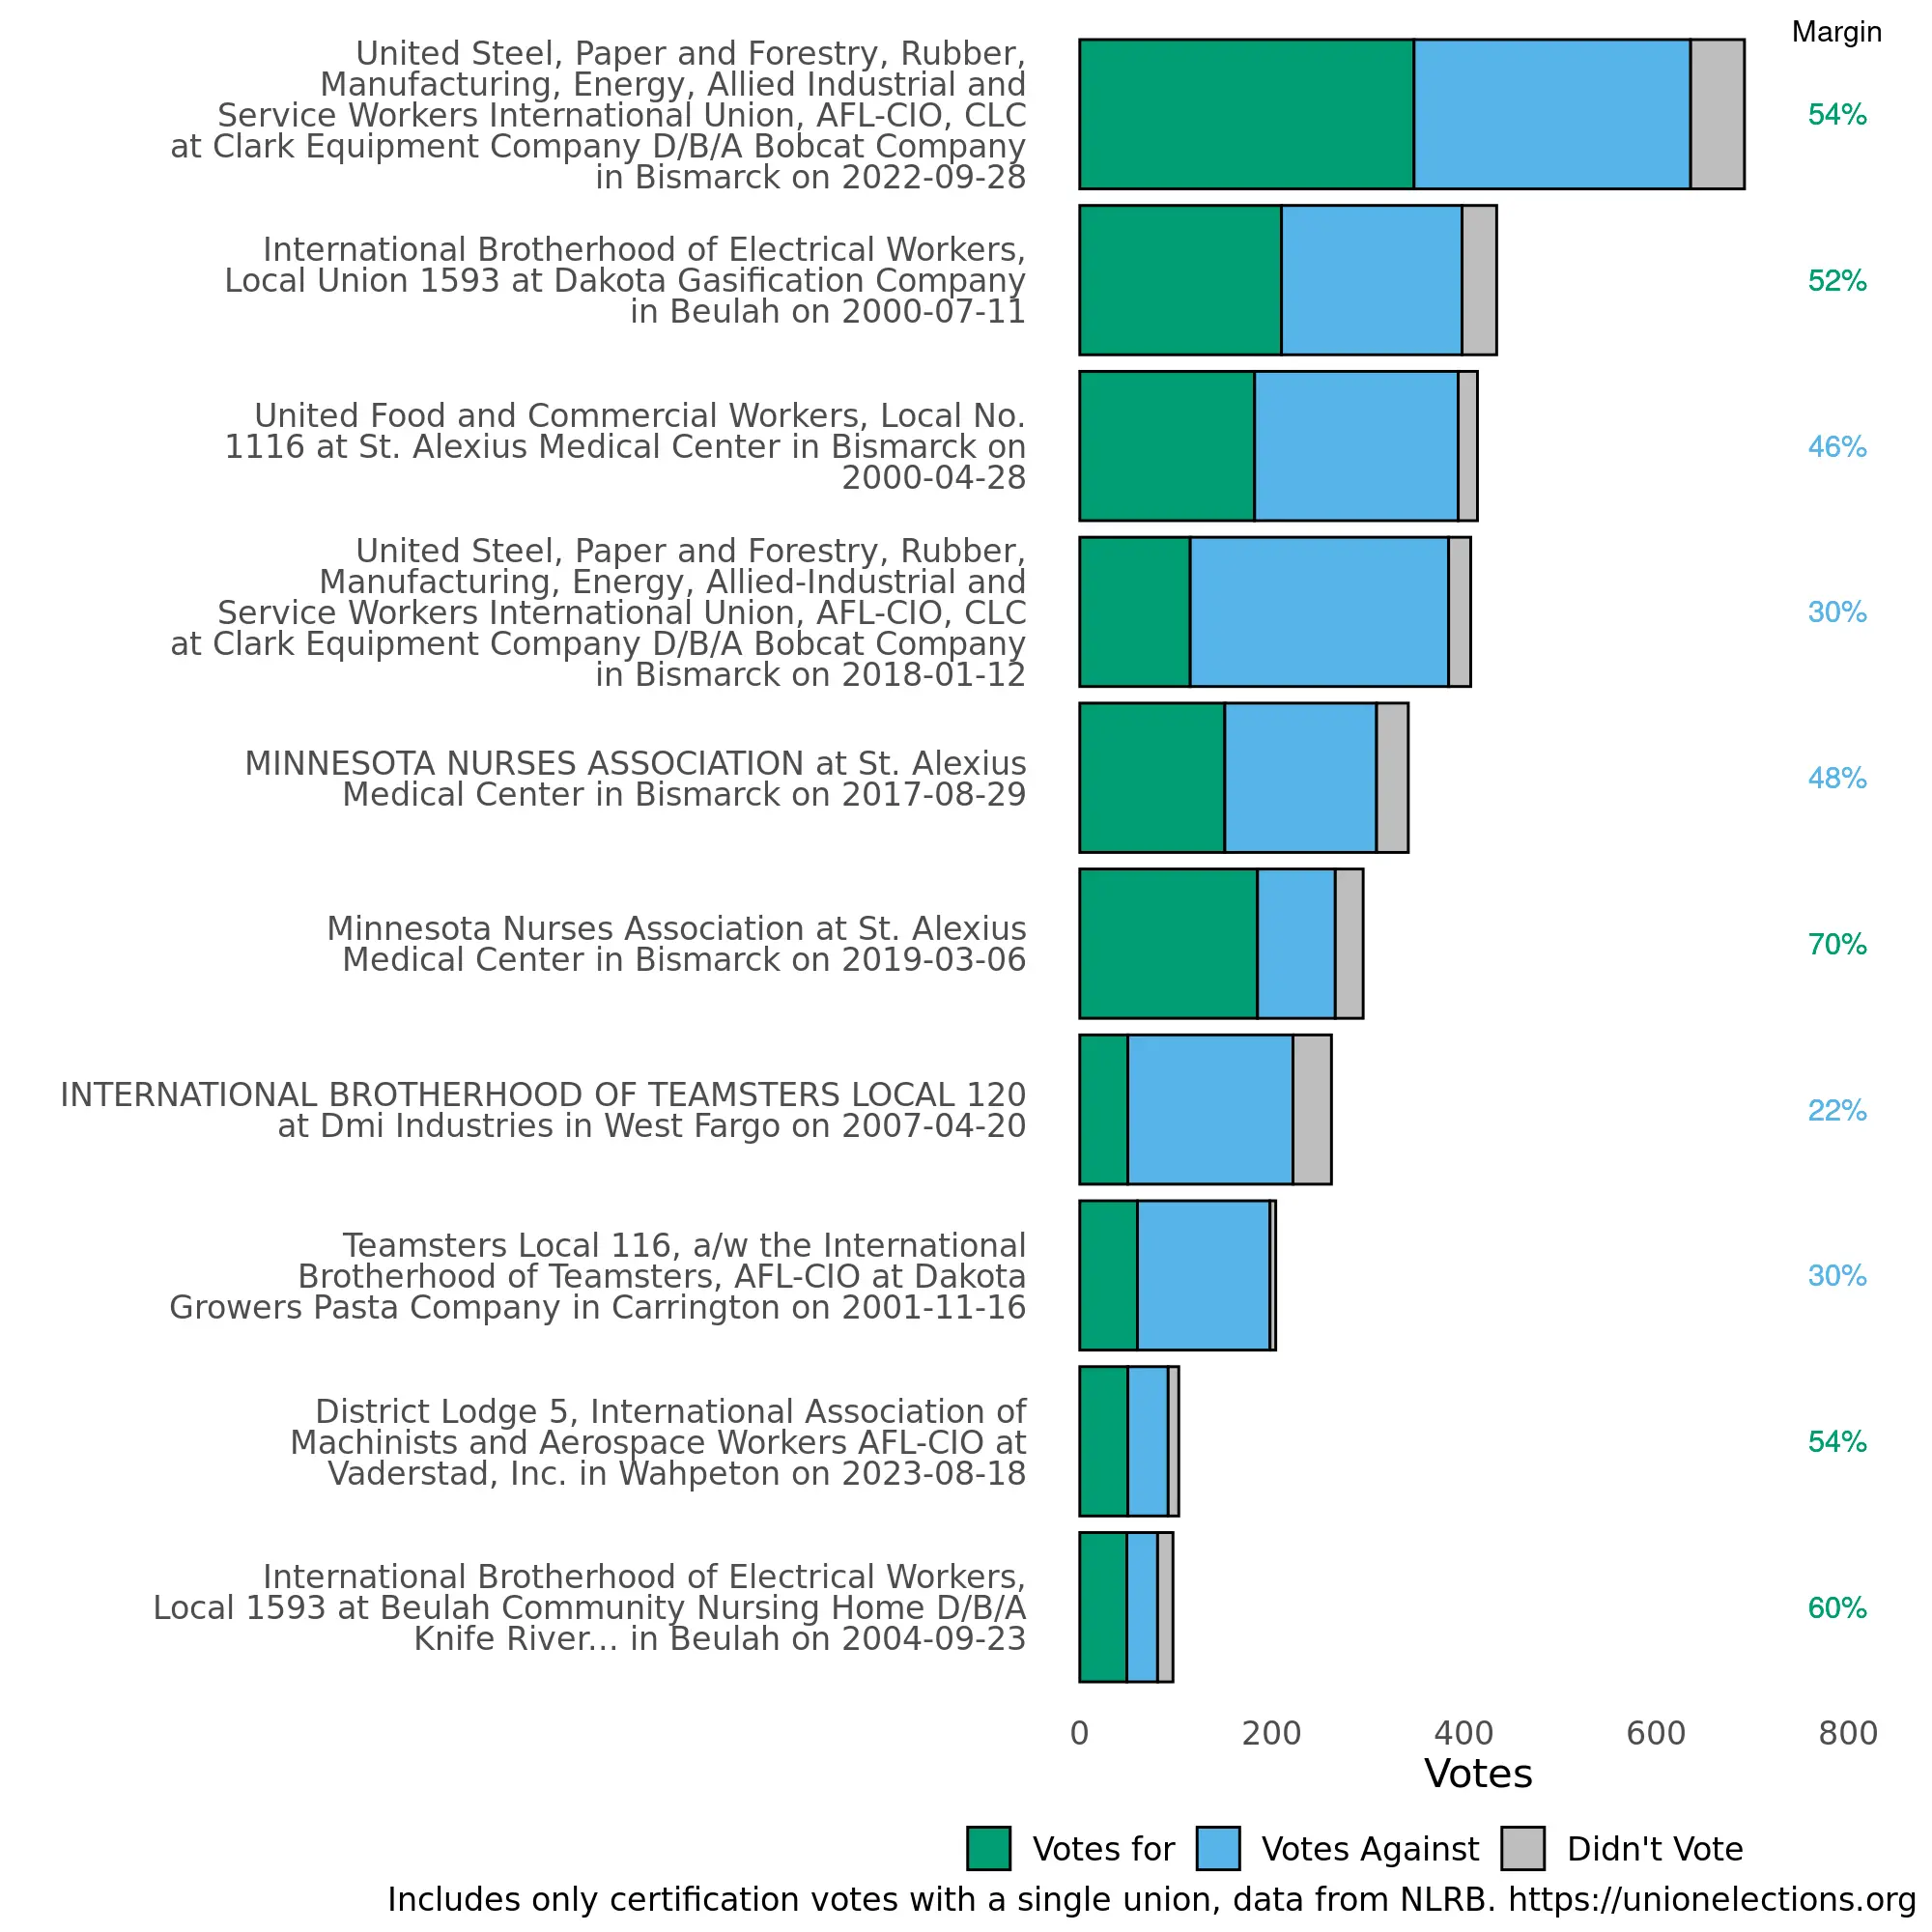 Margin
United Steel, Paper and Forestry, Rubber,
Manufacturing, Energy, Allied Industrial and
Service Workers International Union, AFL-CIO, CLC
at Clark Equipment Company D/B/A Bobcat Company
in Bismarck on 2022-09-28
54%
International Brotherhood of Electrical Workers,
Local Union 1593 at Dakota Gasification Company
in Beulah on 2000-07-11
52%
United Food and Commercial Workers, Local No.
1116 at St. Alexius Medical Center in Bismarck on
2000-04-28
46%
United Steel, Paper and Forestry, Rubber,
Manufacturing, Energy, Allied-Industrial and
Service Workers International Union, AFL-CIO, CLC
at Clark Equipment Company D/B/A Bobcat Company
in Bismarck on 2018-01-12
30%
MINNESOTA NURSES ASSOCIATION at St. Alexius
Medical Center in Bismarck on 2017-08-29
48%
Minnesota Nurses Association at St. Alexius
Medical Center in Bismarck on 2019-03-06
70%
INTERNATIONAL BROTHERHOOD OF TEAMSTERS LOCAL 120
at Dmi Industries in West Fargo on 2007-04-20
22%
Teamsters Local 116, a/w the International
Brotherhood of Teamsters, AFL-CIO at Dakota
Growers Pasta Company in Carrington on 2001-11-16
30%
District Lodge 5, International Association of
Machinists and Aerospace Workers AFL-CIO at
Vaderstad, Inc. in Wahpeton on 2023-08-18
54%
International Brotherhood of Electrical Workers,
Local 1593 at Beulah Community Nursing Home D/B/A
Knife River... in Beulah on 2004-09-23
60%
0 200 400 600 800
Votes
Votes for Votes Against Didn't Vote
Includes only certification votes with a single union, data from NLRB. https://unionelections.org